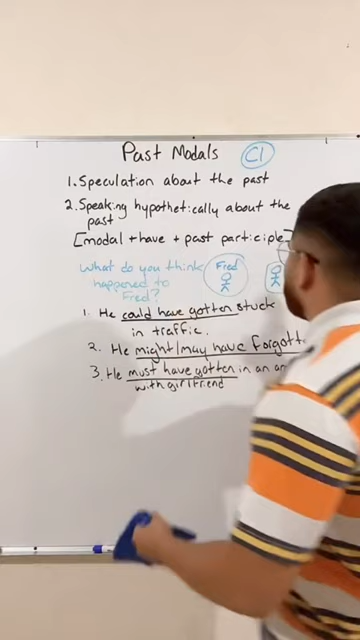 Past Modals C1
1. Speculation about the past
2. Speaking hypothetically about the
past
[modal + have + past participle]
What do you think
happened to
Fred?
Fred
1. He could have gotten stuck
in traffic.
2. He might/may have forgott
3. He must have gotten in an
with girlfriend